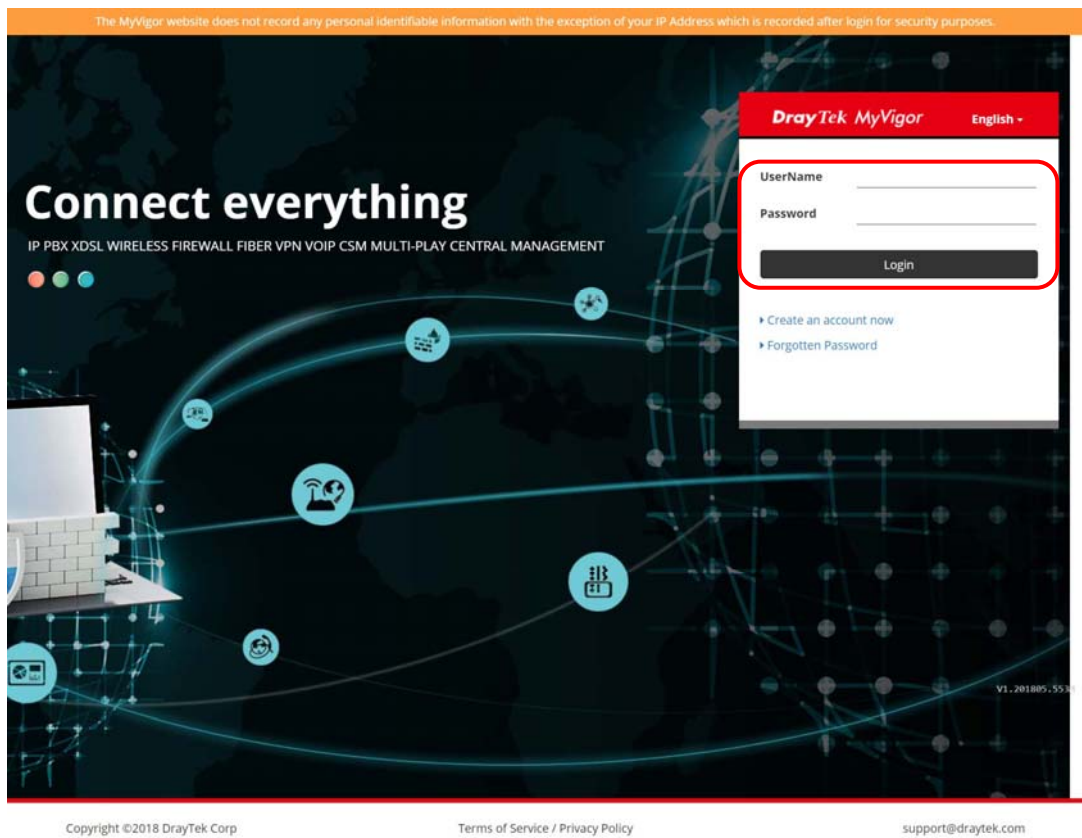 The MyVigor website does not record any personal identifiable information with the exception of your IP Address which is recorded after login for security purposes.
DrayTek MyVigor
English
UserName
Password
Login
Create an account now
Forgotten Password
Connect everything
IP PBX XDSL WIRELESS FIREWALL FIBER VPN VOIP CSM MULTI-PLAY CENTRAL MANAGEMENT
Copyright ©2018 DrayTek Corp
Terms of Service / Privacy Policy
support@draytek.com